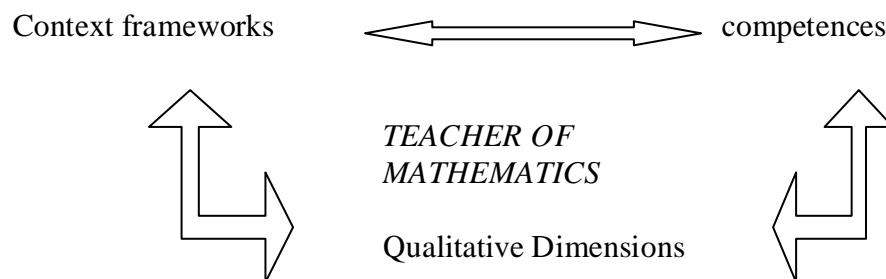 Context frameworks competences
TEACHER OF
MATHEMATICS
Qualitative Dimensions